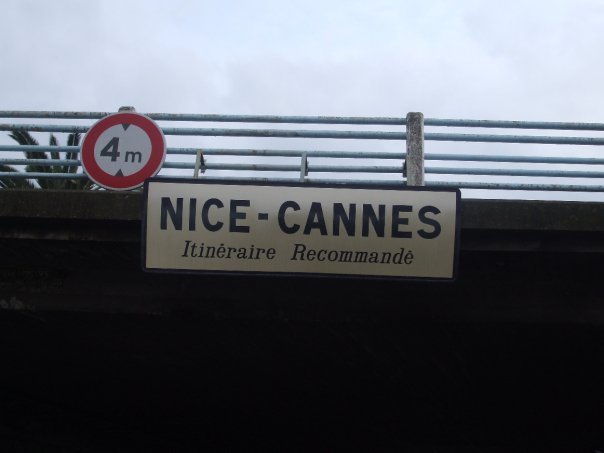 4m
NICE-CANNES
Itinéraire Recommandé